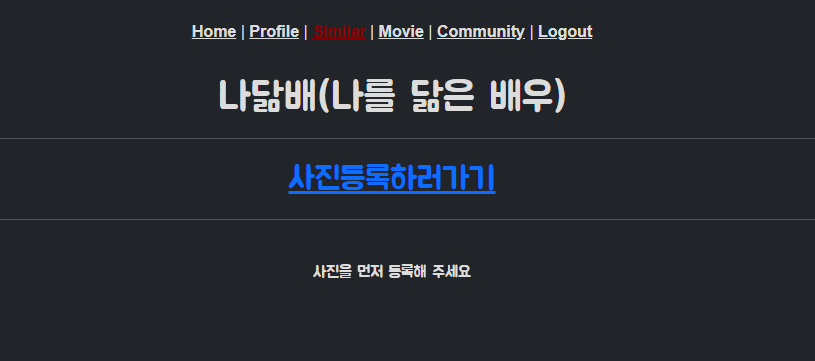 Home | Profile | Similar | Movie | Community | Logout
나닮배(나를 닮은 배우)
사진등록하러가기
사진을 먼저 등록해 주세요